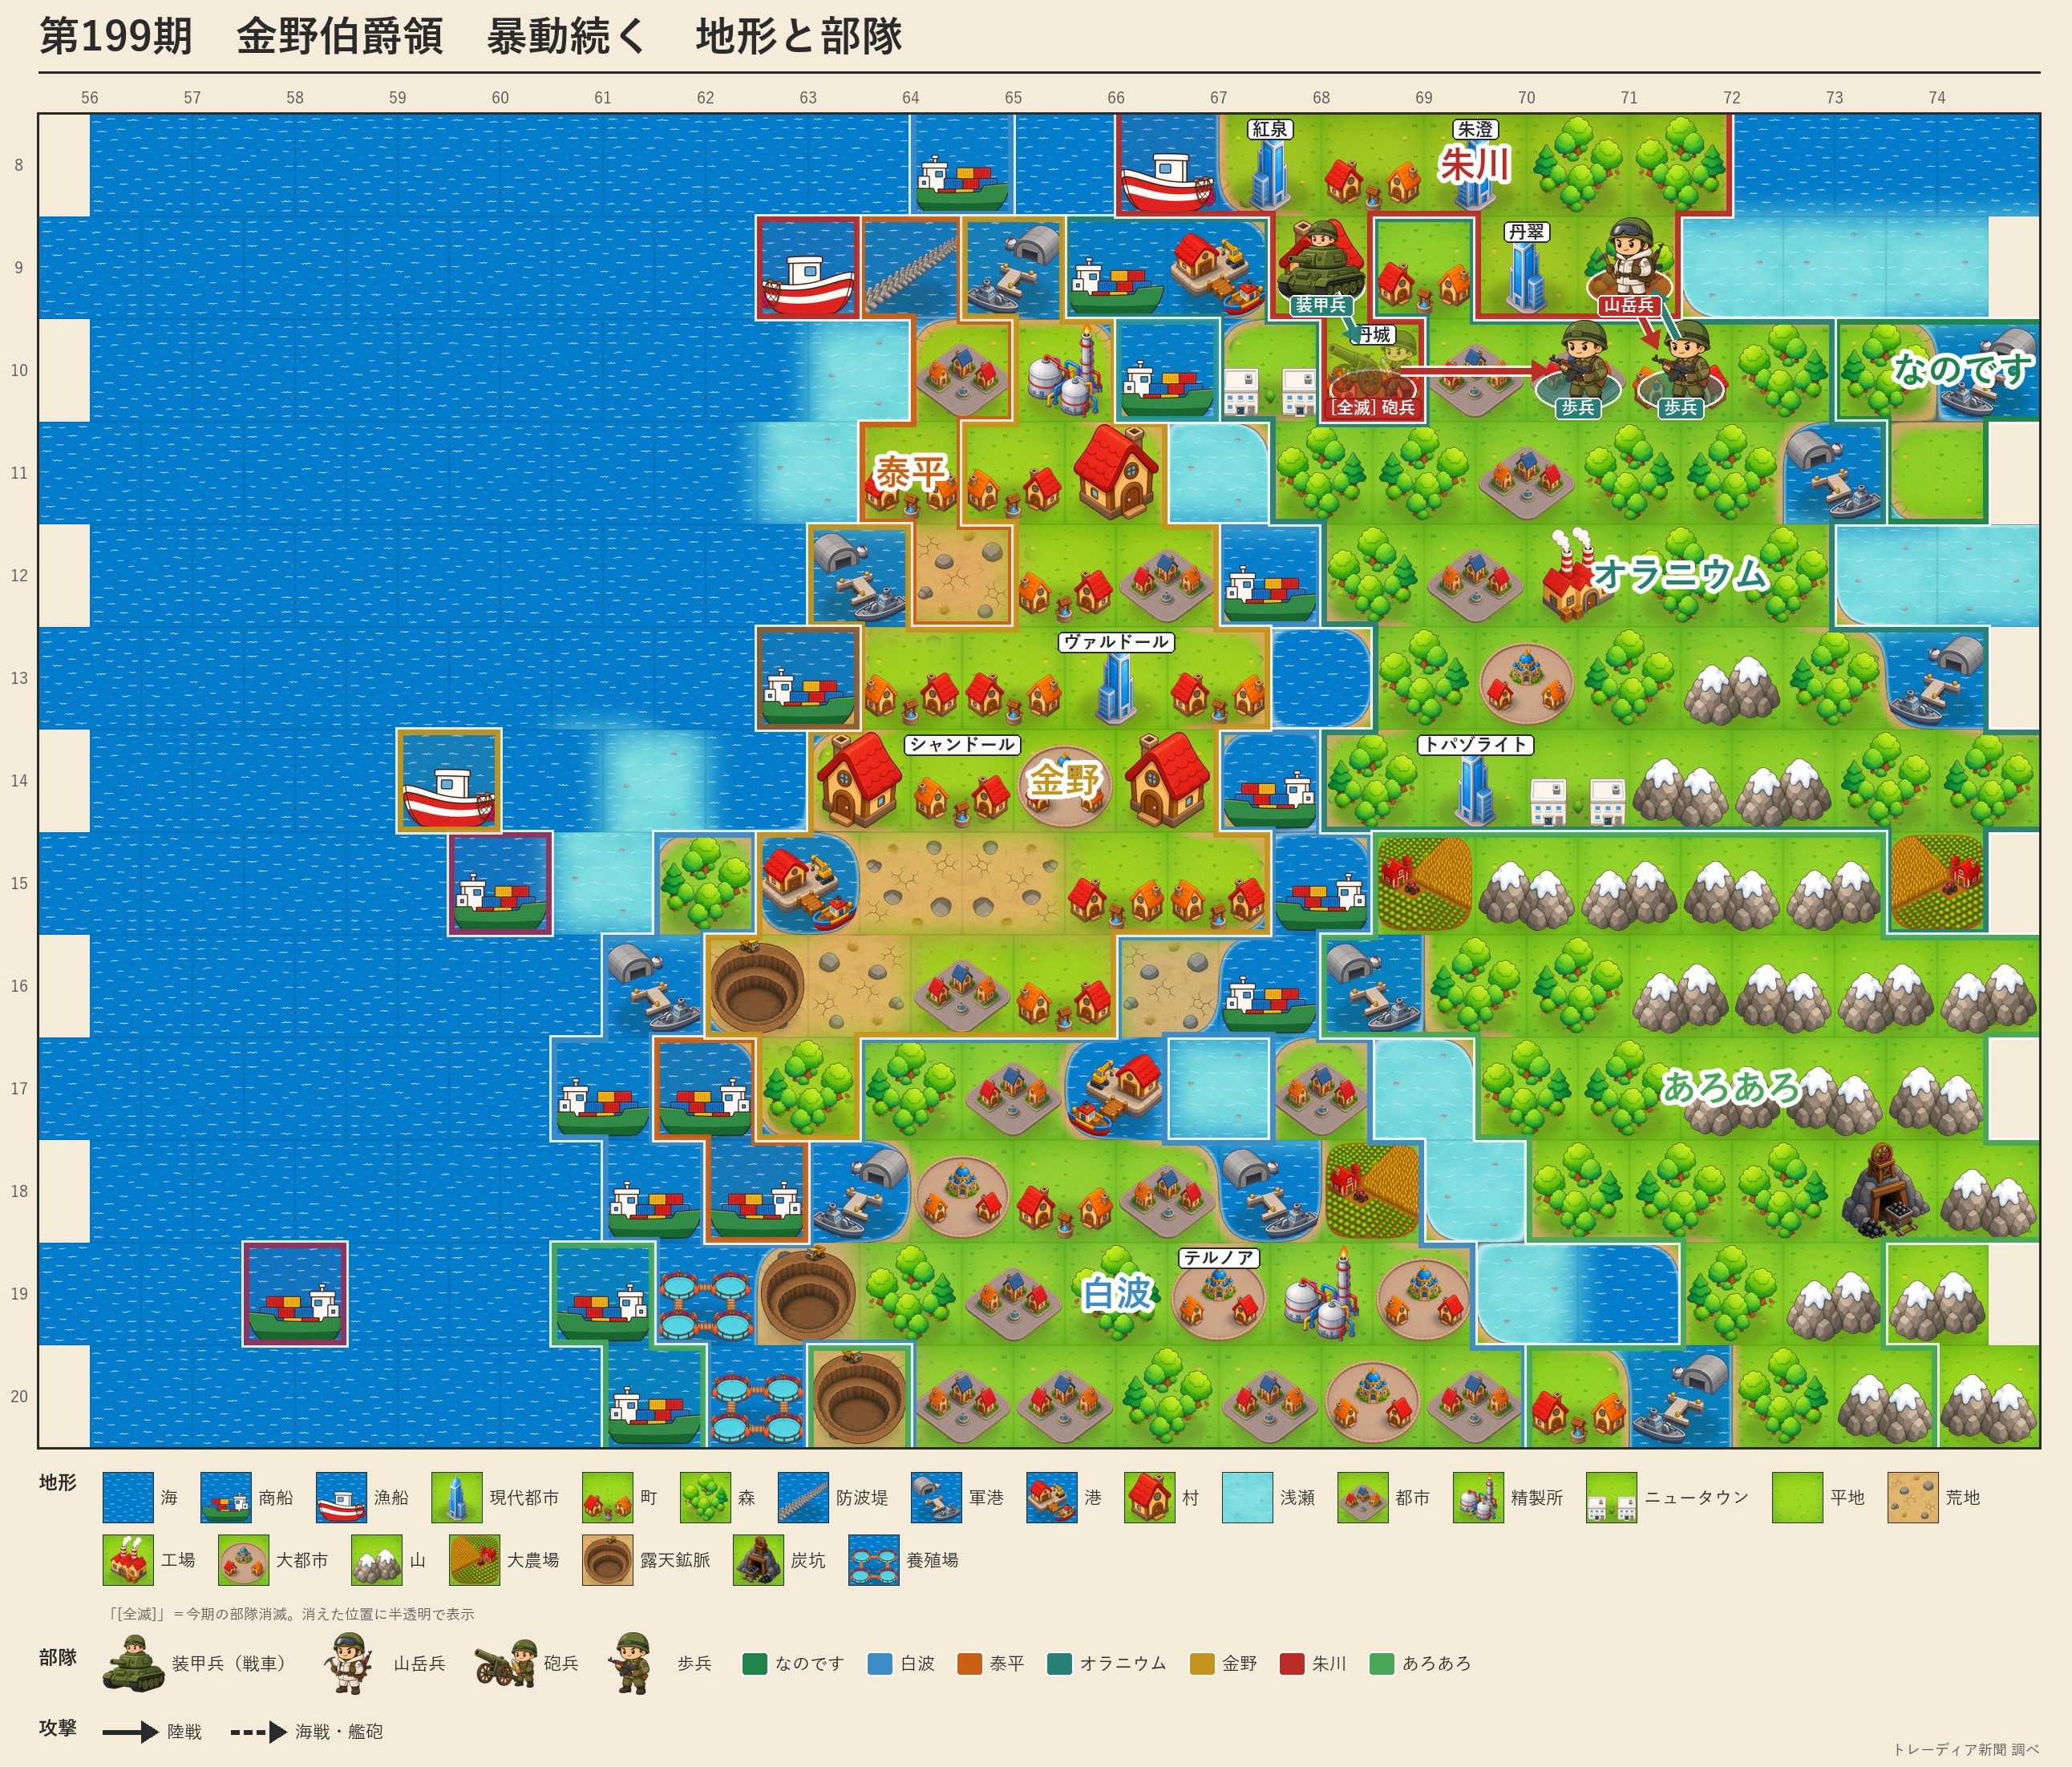 第199期　金野伯爵領　暴動続く　地形と部隊
56 57 58 59 60 61 62 63 64 65 66 67 68 69 70 71 72 73 74
8
紅泉
朱澄
朱川
9
丹翠
装甲兵
山岳兵
10
丹城
[全滅] 砲兵
歩兵
歩兵
なのです
11
泰平
12
オラニウム
13
ヴァルドール
14
シャンドール
金野
トパゾライト
15
16
17
あろあろ
18
19
白波
テルノア
20
地形
海
商船
漁船
現代都市
町
森
防波堤
軍港
港
村
浅瀬
都市
精製所
ニュータウン
平地
荒地
工場
大都市
山
大農場
露天鉱脈
炭坑
養殖場
「[全滅]」＝今期の部隊消滅。消えた位置に半透明で表示
部隊
装甲兵（戦車）
山岳兵
砲兵
歩兵
なのです
白波
泰平
オラニウム
金野
朱川
あろあろ
攻撃
陸戦
海戦・艦砲
トレーディア新聞 調べ